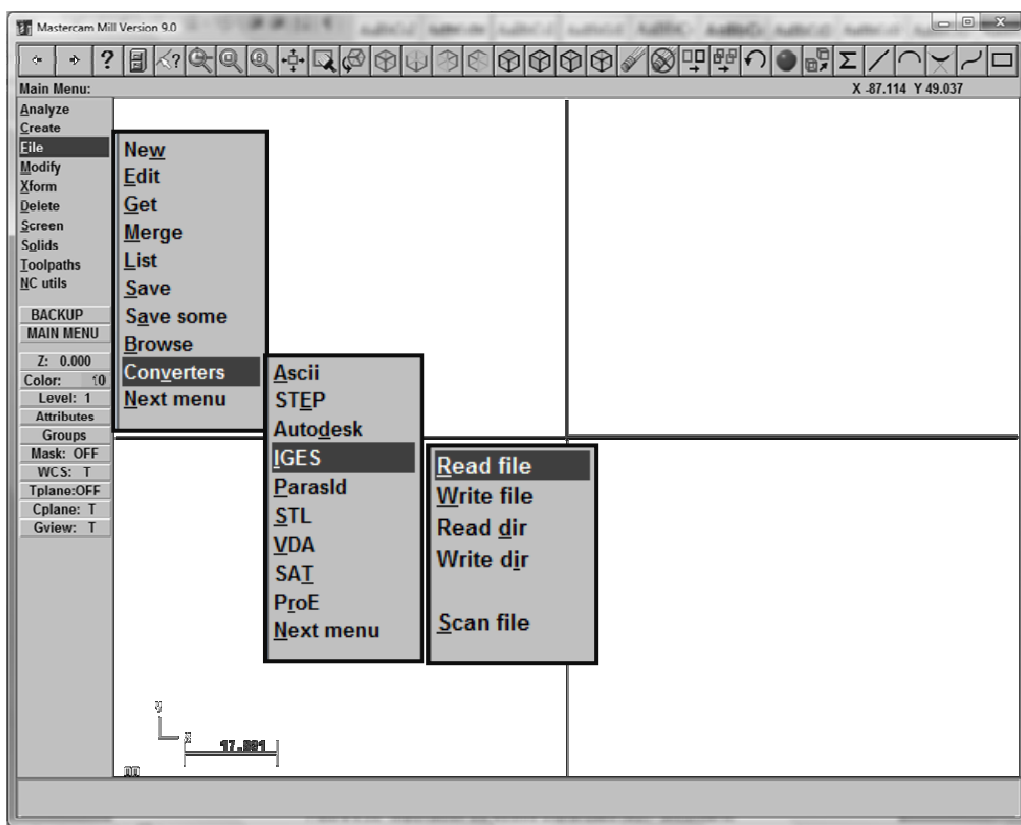 Mastercam Mill Version 9.0
Main Menu:
X -87.114 Y 49.037
Analyze
Create
File
Modify
Xform
Delete
Screen
Solids
Toolpaths
NC utils
BACKUP
MAIN MENU
Z: 0.000
Color: 10
Level: 1
Attributes
Groups
Mask: OFF
WCS: T
Tplane:OFF
Cplane: T
Gview: T
New
Edit
Get
Merge
List
Save
Save some
Browse
Converters
Next menu
Ascii
STEP
Autodesk
IGES
Parasld
STL
VDA
SAT
ProE
Next menu
Read file
Write file
Read dir
Write dir
Scan file